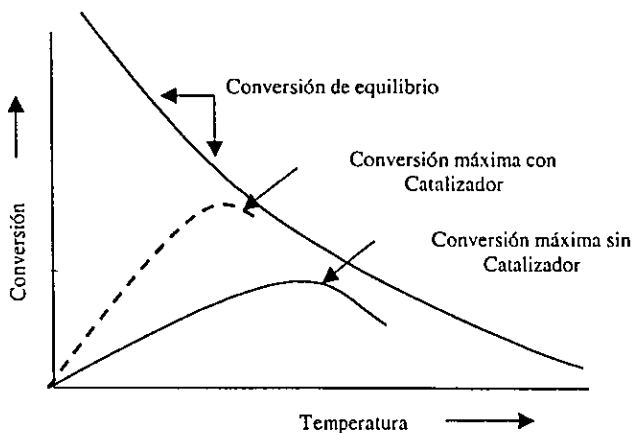 Conversión de equilibrio
Conversión máxima con
Catalizador
Conversión máxima sin
Catalizador
Conversión
Temperatura